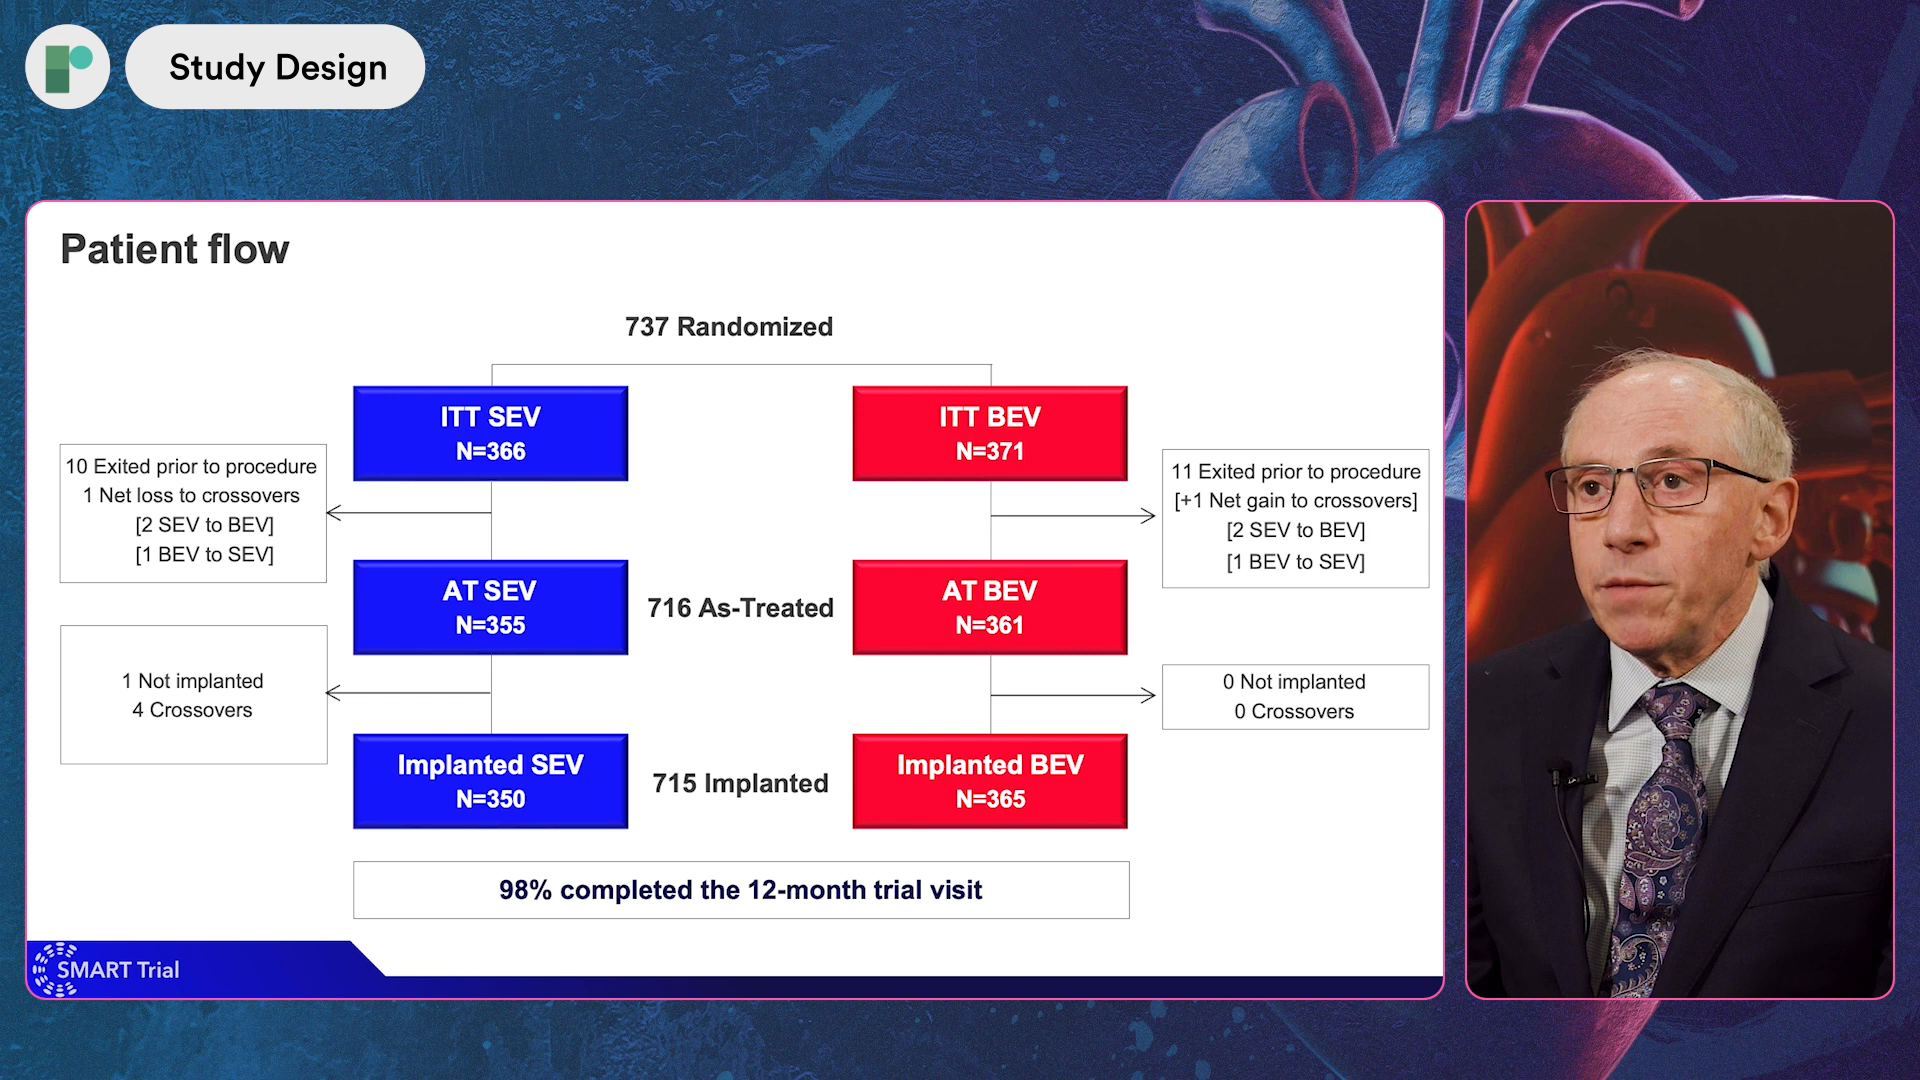 Study Design
Patient flow
737 Randomized
ITT SEV
N=366
ITT BEV
N=371
10 Exited prior to procedure
1 Net loss to crossovers
[2 SEV to BEV]
[1 BEV to SEV]
11 Exited prior to procedure
[+1 Net gain to crossovers]
[2 SEV to BEV]
[1 BEV to SEV]
AT SEV
N=355
716 As-Treated
AT BEV
N=361
1 Not implanted
4 Crossovers
0 Not implanted
0 Crossovers
Implanted SEV
N=350
715 Implanted
Implanted BEV
N=365
98% completed the 12-month trial visit
SMART Trial